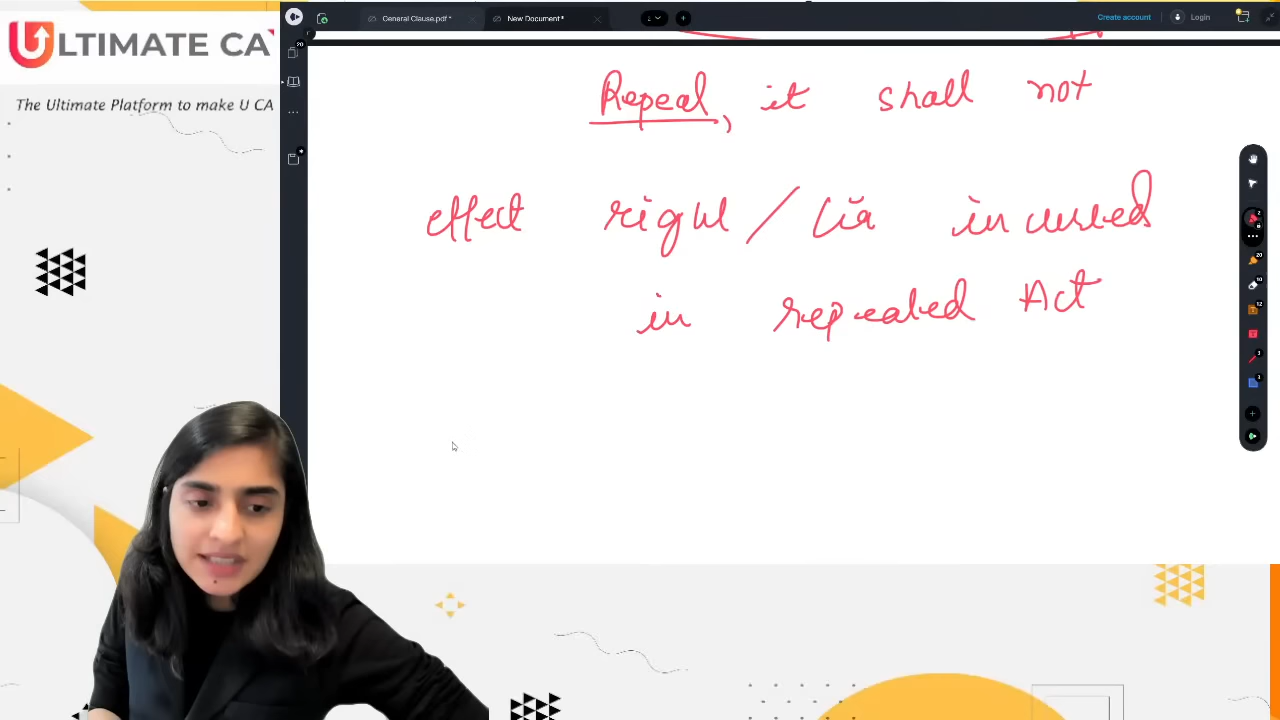 ULTIMATE CA
The Ultimate Platform to make U CA
General Clause.pdf *
New Document*
1
Create account
Login
Repeal, it shall not
effect right / Lia incurred
in repealed Act